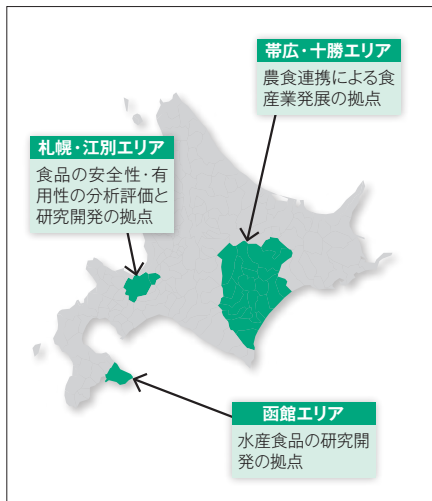 帯広・十勝エリア
農食連携による食
産業発展の拠点
札幌・江別エリア
食品の安全性・有
用性の分析評価と
研究開発の拠点
函館エリア
水産食品の研究開
発の拠点